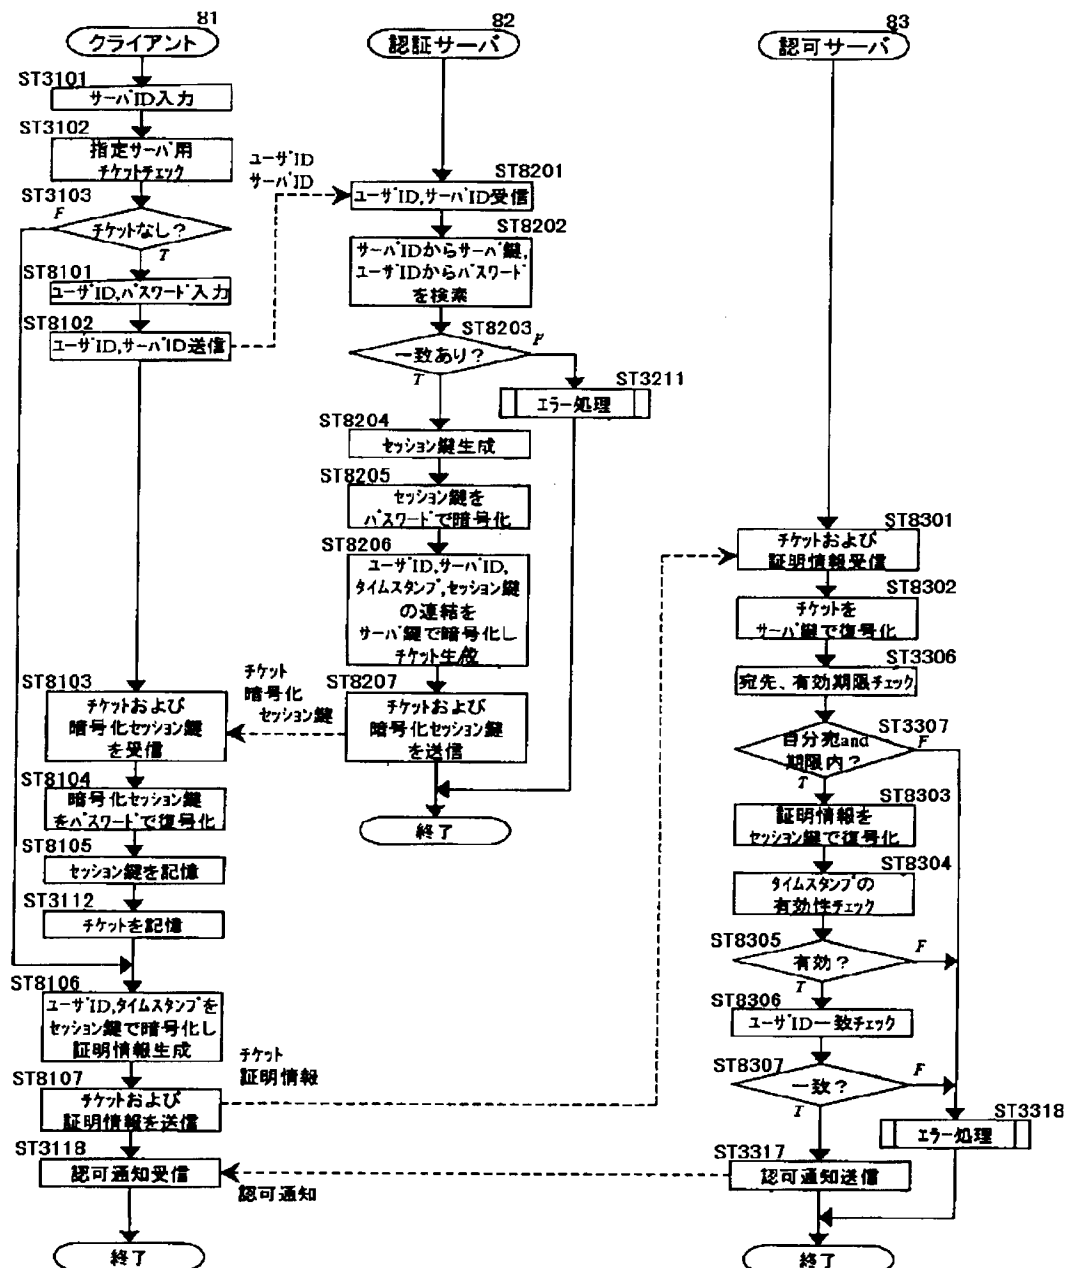 81
クライアント
ST3101
サーバID入力
ST3102
指定サーバ用
チケットチェック
ST3103
F
チケットなし?
T
ST8101
ユーザID,パスワード入力
ST8102
ユーザID,サーバID送信
ユーザID
サーバID
ST8103
チケットおよび
暗号化セッション鍵
を受信
ST8104
暗号化セッション鍵
をパスワードで復号化
ST8105
セッション鍵を記憶
ST3112
チケットを記憶
ST8106
ユーザID,タイムスタンプを
セッション鍵で暗号化し
証明情報生成
ST8107
チケットおよび
証明情報を送信
チケット
証明情報
ST3118
認可通知受信
認可通知
終了
82
認証サーバ
ST8201
ユーザID,サーバID受信
ST8202
サーバIDからサーバ鍵,
ユーザIDからパスワード
を検索
ST8203
一致あり?
F
T
ST3211
エラー処理
ST8204
セッション鍵生成
ST8205
セッション鍵を
パスワードで暗号化
ST8206
ユーザID,サーバID,
タイムスタンプ,セッション鍵
の連結を
サーバ鍵で暗号化し
チケット生成
ST8207
チケットおよび
暗号化セッション鍵
を送信
チケット
暗号化
セッション鍵
終了
83
認可サーバ
ST8301
チケットおよび
証明情報受信
ST8302
チケットを
サーバ鍵で復号化
ST3306
宛先、有効期限チェック
ST3307
自分宛and
期限内?
F
T
ST8303
証明情報を
セッション鍵で復号化
ST8304
タイムスタンプの
有効性チェック
ST8305
有効?
F
T
ST8306
ユーザID一致チェック
ST8307
一致?
F
T
ST3318
エラー処理
ST3317
認可通知送信
終了